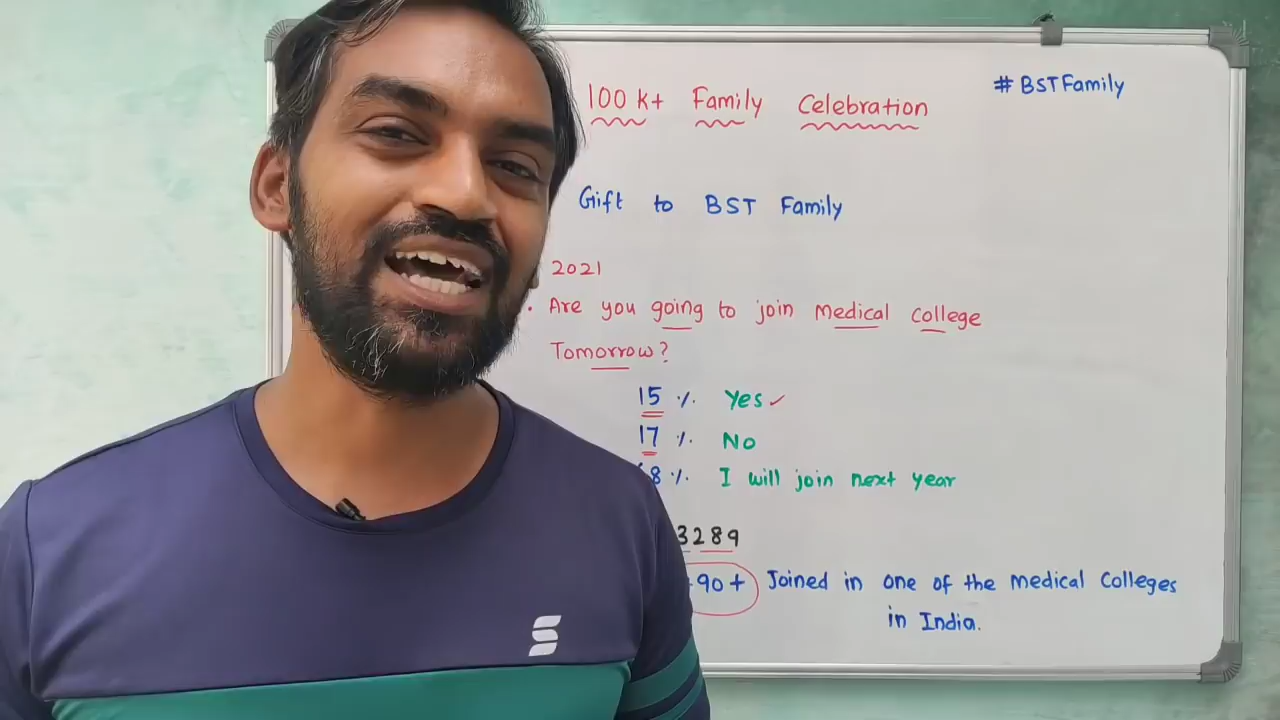 100 k+ Family Celebration
#BSTFamily
Gift to BST Family
2021
Are you going to join medical college
Tomorrow?
15 % Yes ✓
17 % No
8 % I will join next year
3289
90+ Joined in one of the medical Colleges
in India.